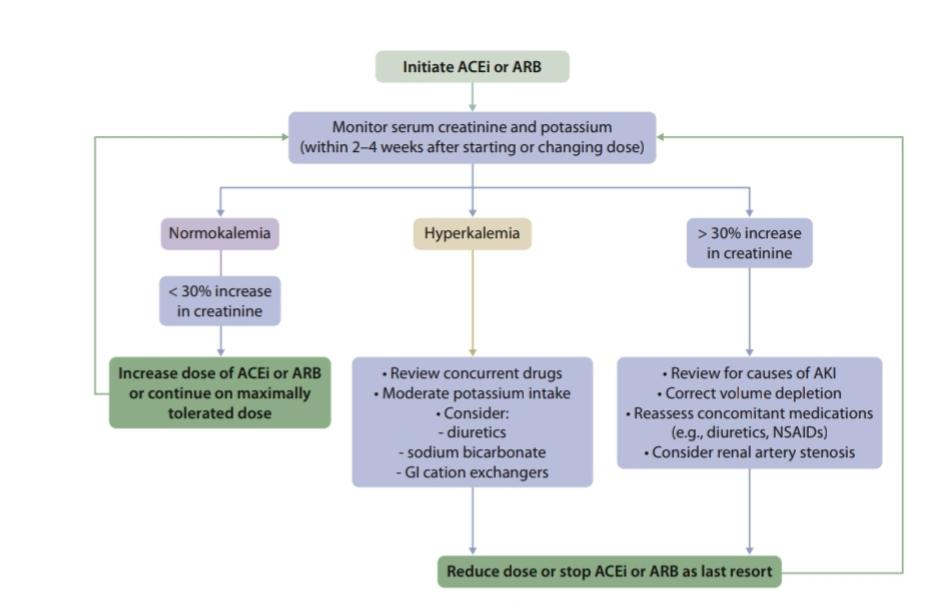 Initiate ACEi or ARB
Monitor serum creatinine and potassium
(within 2–4 weeks after starting or changing dose)
Normokalemia
Hyperkalemia
> 30% increase
in creatinine
< 30% increase
in creatinine
Increase dose of ACEi or ARB
or continue on maximally
tolerated dose
• Review concurrent drugs
• Moderate potassium intake
• Consider:
- diuretics
- sodium bicarbonate
- GI cation exchangers
• Review for causes of AKI
• Correct volume depletion
• Reassess concomitant medications
(e.g., diuretics, NSAIDs)
• Consider renal artery stenosis
Reduce dose or stop ACEi or ARB as last resort